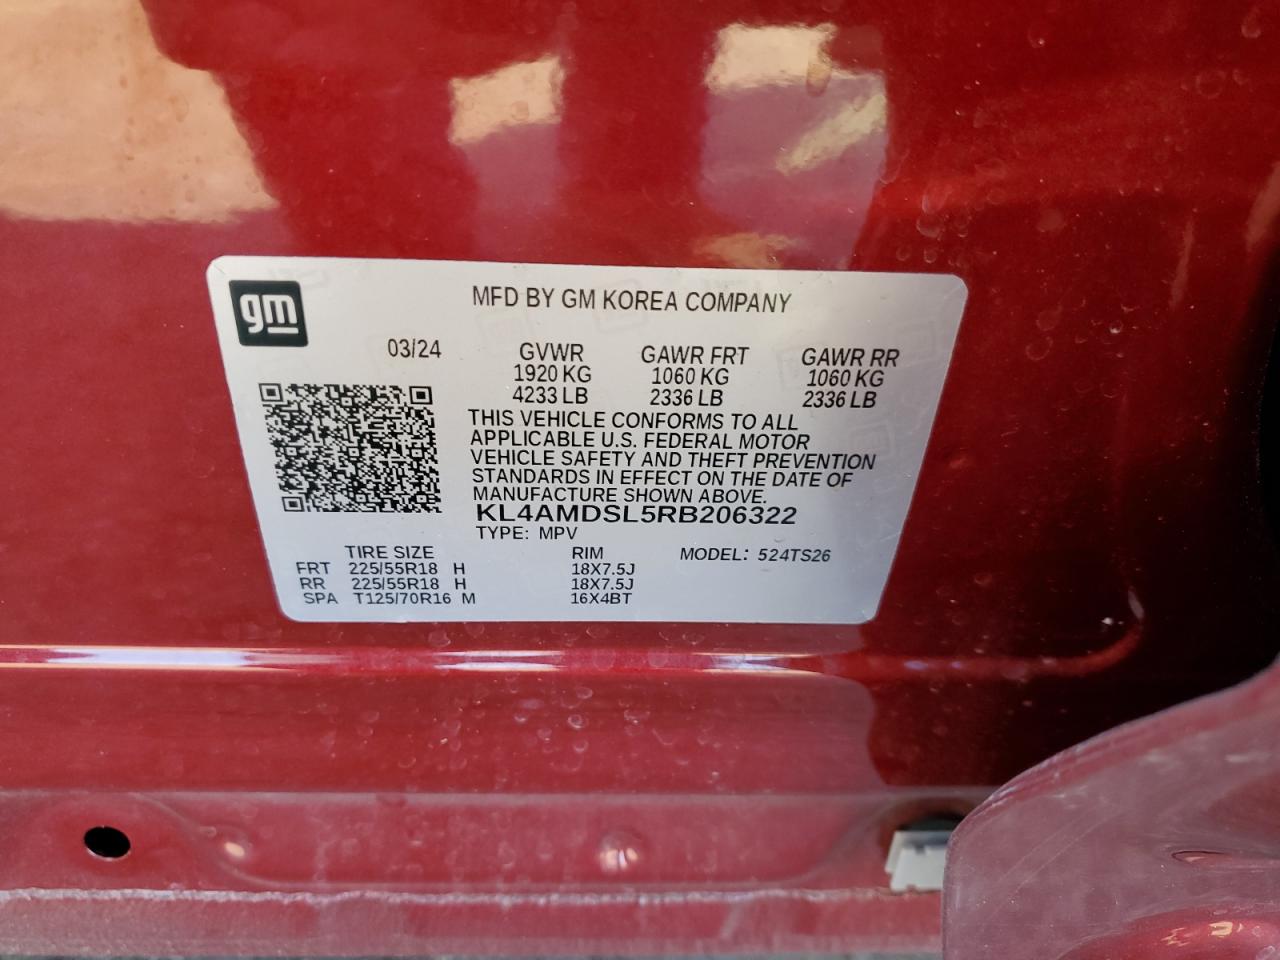 gm
MFD BY GM KOREA COMPANY
03/24 GVWR GAWR FRT GAWR RR
1920 KG 1060 KG 1060 KG
4233 LB 2336 LB 2336 LB
THIS VEHICLE CONFORMS TO ALL
APPLICABLE U.S. FEDERAL MOTOR
VEHICLE SAFETY AND THEFT PREVENTION
STANDARDS IN EFFECT ON THE DATE OF
MANUFACTURE SHOWN ABOVE.
KL4AMDSL5RB206322
TYPE: MPV
TIRE SIZE RIM MODEL: 524TS26
FRT 225/55R18 H 18X7.5J
RR 225/55R18 H 18X7.5J
SPA T125/70R16 M 16X4BT